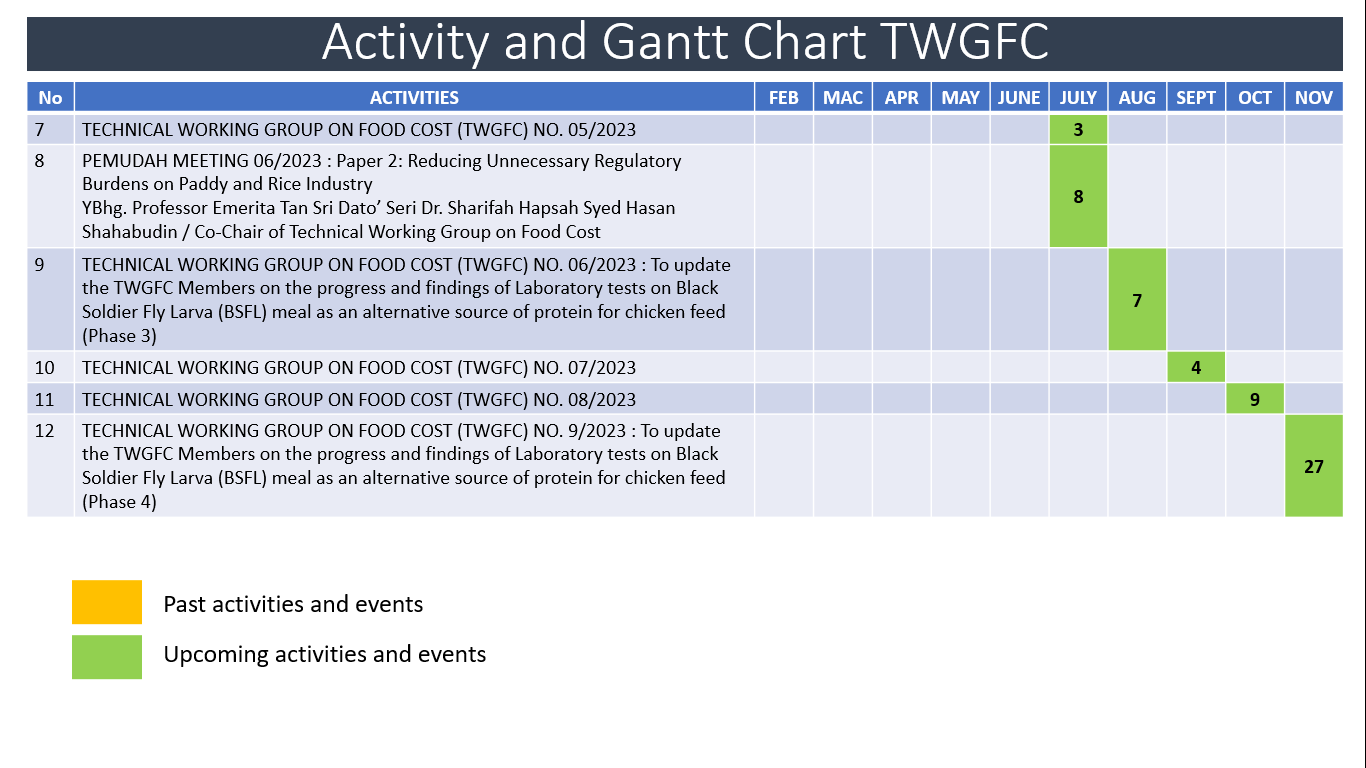 Activity and Gantt Chart TWGFC
No ACTIVITIES FEB MAC APR MAY JUNE JULY AUG SEPT OCT NOV
7 TECHNICAL WORKING GROUP ON FOOD COST (TWGFC) NO. 05/2023 3
8 PEMUDAH MEETING 06/2023 : Paper 2: Reducing Unnecessary Regulatory
Burdens on Paddy and Rice Industry
YBhg. Professor Emerita Tan Sri Dato’ Seri Dr. Sharifah Hapsah Syed Hasan
Shahabudin / Co-Chair of Technical Working Group on Food Cost
8
9 TECHNICAL WORKING GROUP ON FOOD COST (TWGFC) NO. 06/2023 : To update
the TWGFC Members on the progress and findings of Laboratory tests on Black
Soldier Fly Larva (BSFL) meal as an alternative source of protein for chicken feed
(Phase 3)
7
10 TECHNICAL WORKING GROUP ON FOOD COST (TWGFC) NO. 07/2023 4
11 TECHNICAL WORKING GROUP ON FOOD COST (TWGFC) NO. 08/2023 9
12 TECHNICAL WORKING GROUP ON FOOD COST (TWGFC) NO. 9/2023 : To update
the TWGFC Members on the progress and findings of Laboratory tests on Black
Soldier Fly Larva (BSFL) meal as an alternative source of protein for chicken feed
(Phase 4)
27
Past activities and events
Upcoming activities and events